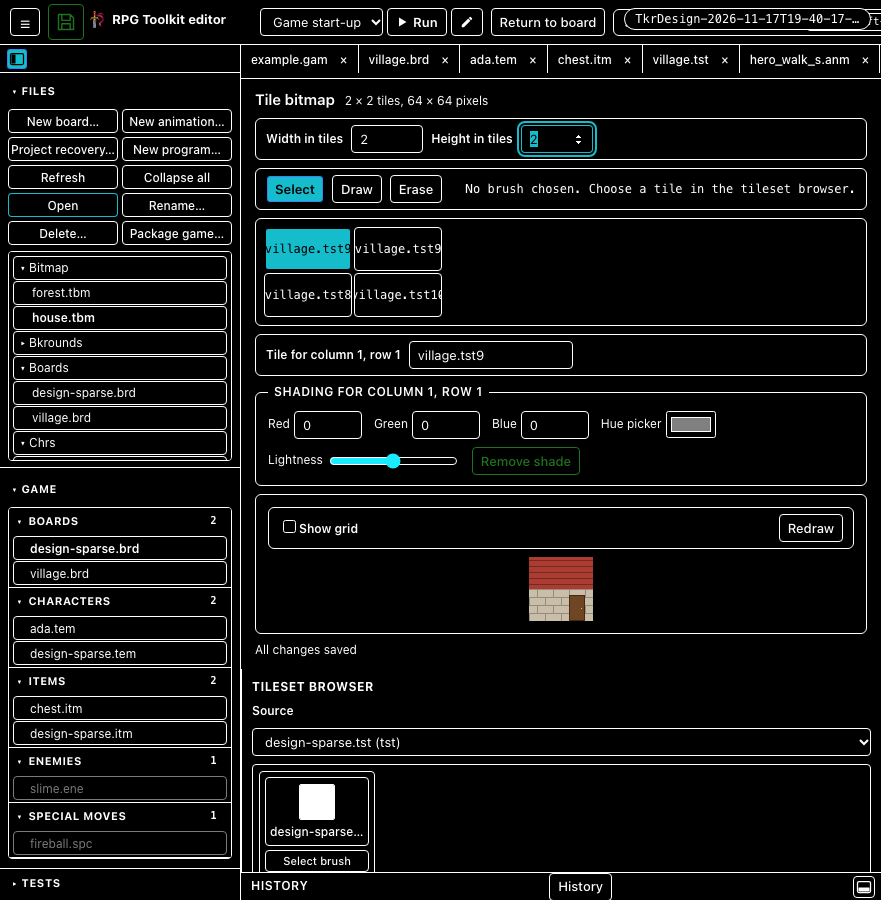 RPG Toolkit editor
Game start-up
Run
Return to board
TkrDesign-2026-11-17T19-40-17-…
example.gam ×
village.brd ×
ada.tem ×
chest.itm ×
village.tst ×
hero_walk_s.anm ×
FILES
New board...
New animation...
Project recovery...
New program...
Refresh
Collapse all
Open
Rename...
Delete...
Package game...
Bitmap
forest.tbm
house.tbm
Bkrounds
Boards
design-sparse.brd
village.brd
Chrs
GAME
BOARDS 2
design-sparse.brd
village.brd
CHARACTERS 2
ada.tem
design-sparse.tem
ITEMS 2
chest.itm
design-sparse.itm
ENEMIES 1
slime.ene
SPECIAL MOVES 1
fireball.spc
TESTS
Tile bitmap 2 × 2 tiles, 64 × 64 pixels
Width in tiles 2 Height in tiles 2
Select Draw Erase No brush chosen. Choose a tile in the tileset browser.
village.tst9 village.tst9
village.tst8 village.tst10
Tile for column 1, row 1 village.tst9
SHADING FOR COLUMN 1, ROW 1
Red 0 Green 0 Blue 0 Hue picker
Lightness Remove shade
Show grid Redraw
All changes saved
TILESET BROWSER
Source
design-sparse.tst (tst)
design-sparse...
Select brush
HISTORY History